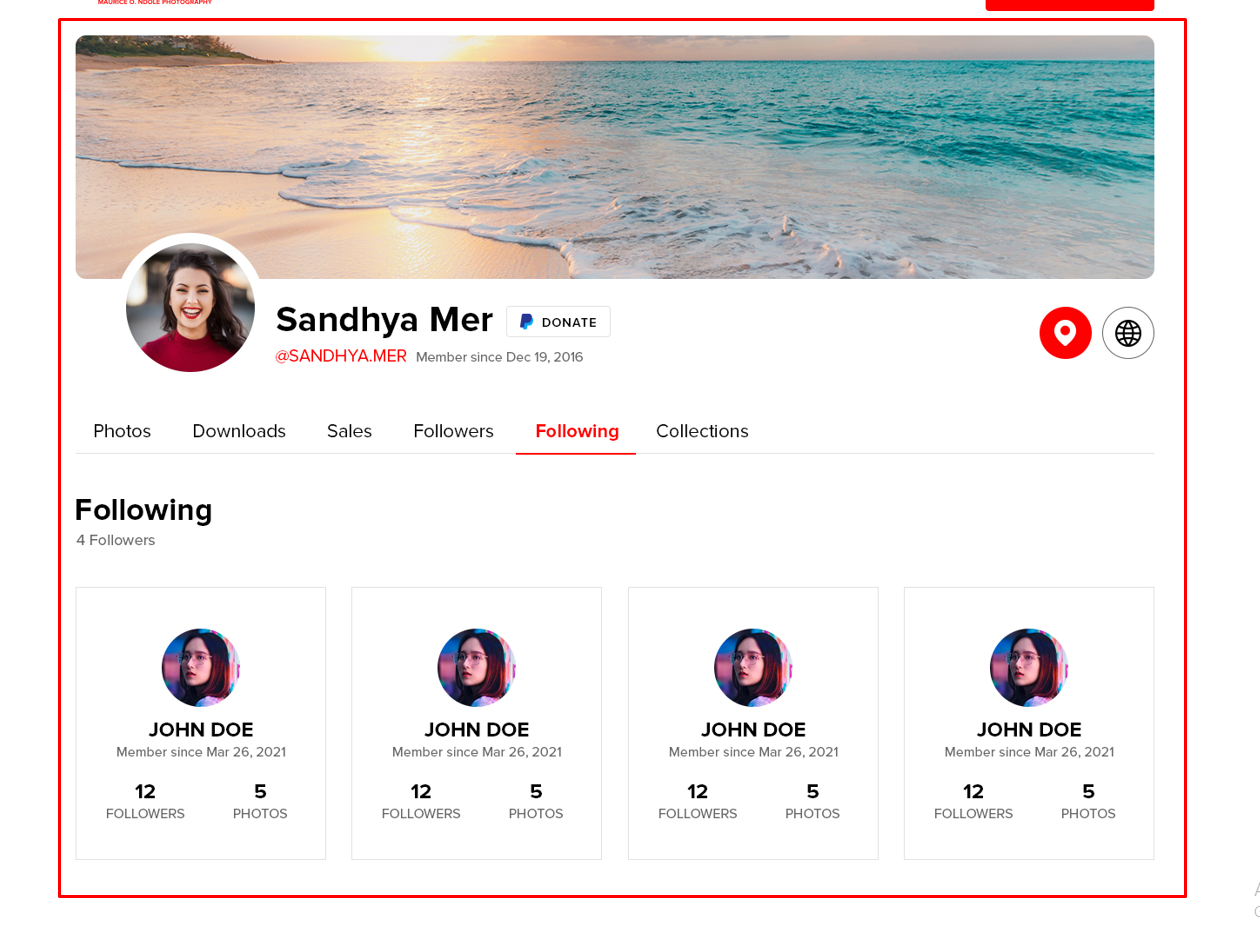 MAURICE O. NDOLE PHOTOGRAPHY
Sandhya Mer
DONATE
@SANDHYA.MER Member since Dec 19, 2016
Photos Downloads Sales Followers Following Collections
Following
4 Followers
JOHN DOE JOHN DOE JOHN DOE JOHN DOE
Member since Mar 26, 2021 Member since Mar 26, 2021 Member since Mar 26, 2021 Member since Mar 26, 2021
12 5 12 5 12 5 12 5
FOLLOWERS PHOTOS FOLLOWERS PHOTOS FOLLOWERS PHOTOS FOLLOWERS PHOTOS